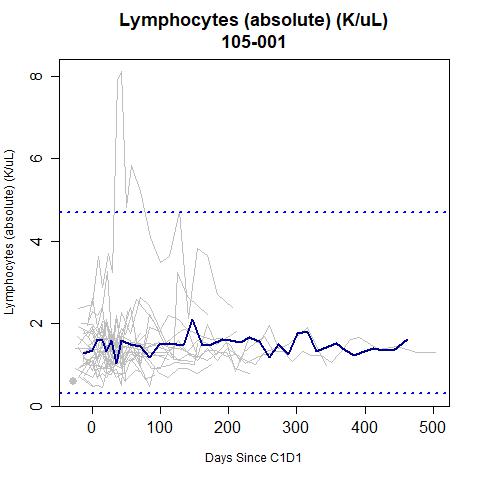 Lymphocytes (absolute) (K/uL)
105-001
Lymphocytes (absolute) (K/uL)
8
6
4
2
0
0 100 200 300 400 500
Days Since C1D1